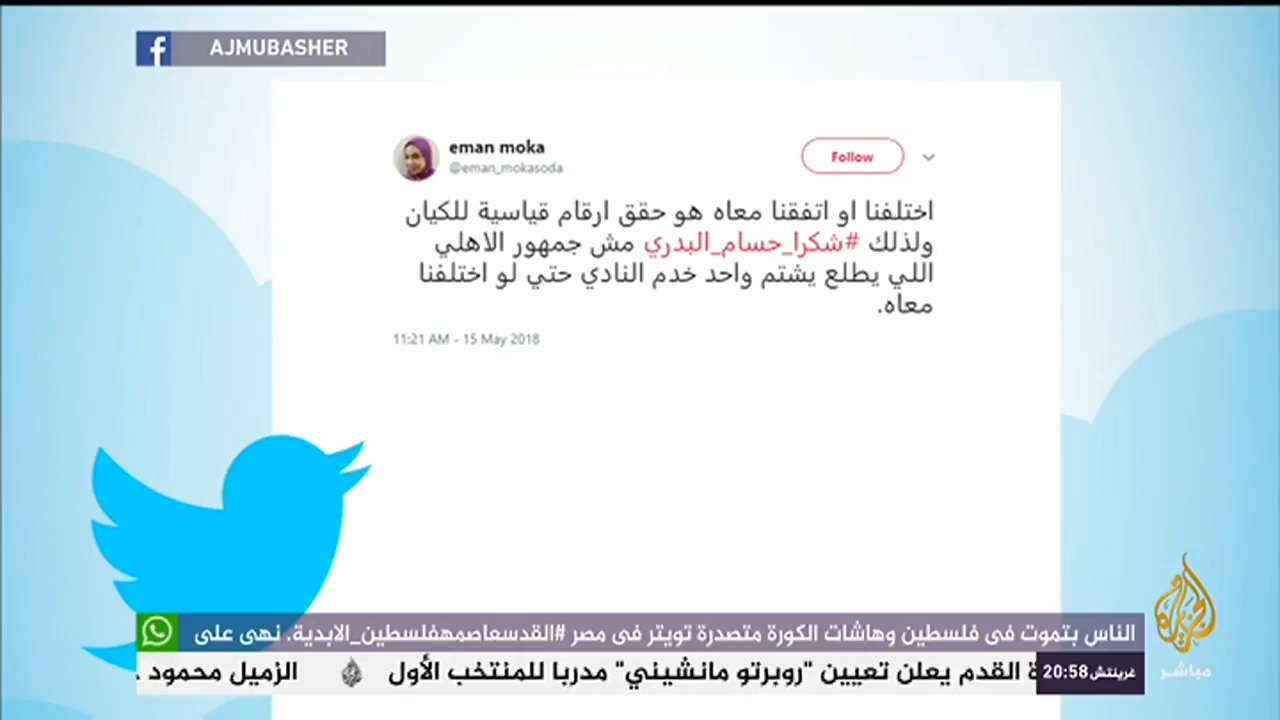 AJMUBASHER
eman moka
@eman_mokasoda
Follow
اختلفنا او اتفقنا معاه هو حقق ارقام قياسية للكيان
ولذلك #شكرا_حسام_البدري مش جمهور الاهلي
اللي يطلع يشتم واحد خدم النادي حتي لو اختلفنا
معاه.
11:21 AM - 15 May 2018
الناس بتموت فى فلسطين وهاشات الكورة متصدرة تويتر فى مصر #القدسعاصمهفلسطين_الابدية. نهى على
غرينتش 20:58
ة القدم يعلن تعيين "روبرتو مانشيني" مدربا للمنتخب الأول
الزميل محمود
مباشر